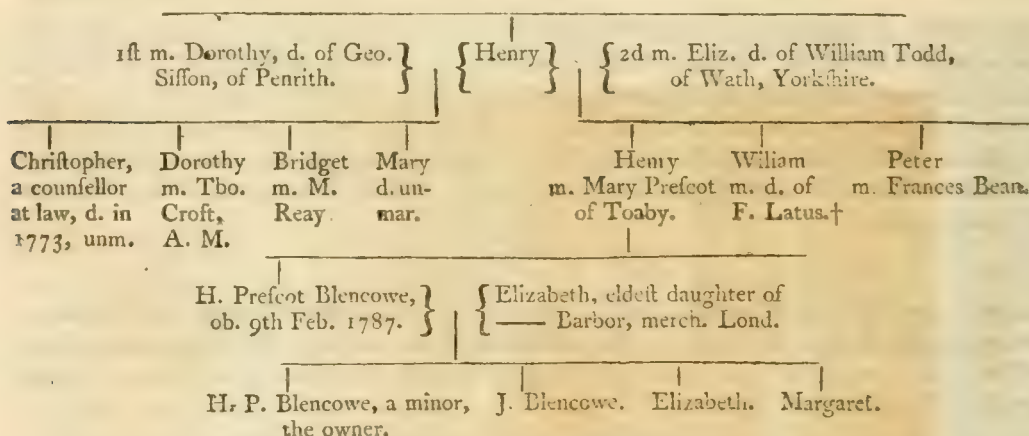 1ſt m. Dorothy, d. of Geo.
Siſſon, of Penrith.
Henry
2d m. Eliz. d. of William Todd,
of Wath, Yorkſhire.
Chriſtopher,
a counſellor
at law, d. in
1773, unm.
Dorothy
m. Tho.
Croft,
A. M.
Bridget
m. M.
Reay.
Mary
d. un-
mar.
Henry
m. Mary Preſcot
of Toaby.
Wiliam
m. d. of
F. Latus.†
Peter
m. Frances Bean.
H. Preſcot Blencowe,
ob. 9th Feb. 1787.
Elizabeth, eldeſt daughter of
—— Barbor, merch. Lond.
H. P. Blencowe, a minor,
the owner.
J. Blencowe.
Elizabeth.
Margaret.